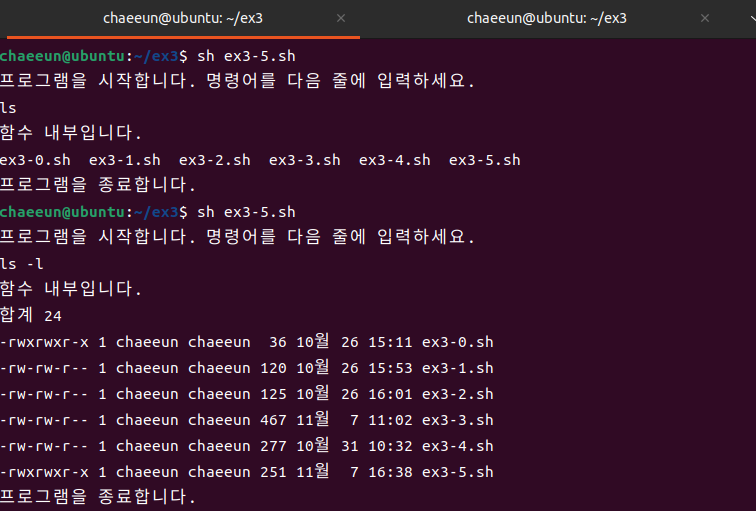 chaeeun@ubuntu: ~/ex3
chaeeun@ubuntu: ~/ex3
chaeeun@ubuntu:~/ex3$ sh ex3-5.sh
프로그램을 시작합니다. 명령어를 다음 줄에 입력하세요.
ls
함수 내부입니다.
ex3-0.sh  ex3-1.sh  ex3-2.sh  ex3-3.sh  ex3-4.sh  ex3-5.sh
프로그램을 종료합니다.
chaeeun@ubuntu:~/ex3$ sh ex3-5.sh
프로그램을 시작합니다. 명령어를 다음 줄에 입력하세요.
ls -l
함수 내부입니다.
합계 24
-rwxrwxr-x 1 chaeeun chaeeun  36 10월 26 15:11 ex3-0.sh
-rw-rw-r-- 1 chaeeun chaeeun 120 10월 26 15:53 ex3-1.sh
-rw-rw-r-- 1 chaeeun chaeeun 125 10월 26 16:01 ex3-2.sh
-rw-rw-r-- 1 chaeeun chaeeun 467 11월  7 11:02 ex3-3.sh
-rw-rw-r-- 1 chaeeun chaeeun 277 10월 31 10:32 ex3-4.sh
-rwxrwxr-x 1 chaeeun chaeeun 251 11월  7 16:38 ex3-5.sh
프로그램을 종료합니다.